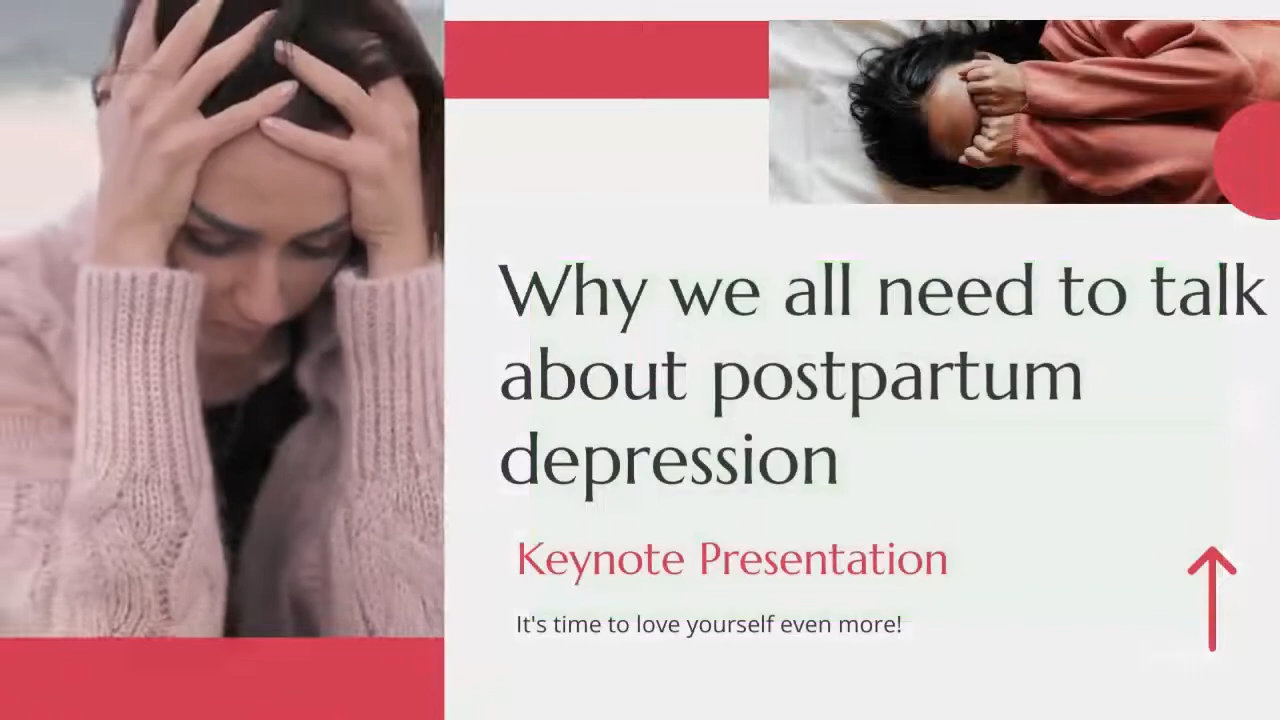 Why we all need to talk
about postpartum
depression
Keynote Presentation
It's time to love yourself even more!